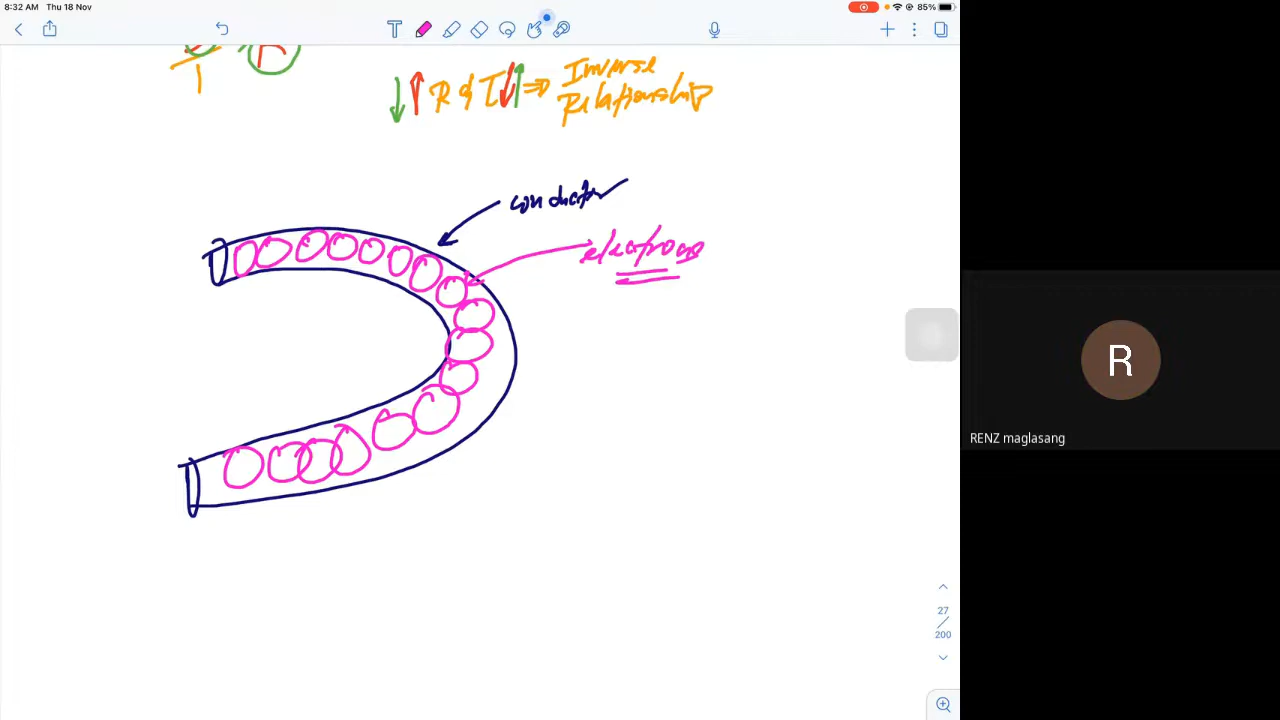 8:32 AM Thu 18 Nov
85%
T
R
I
↓↑ R & I ↓↑ ⇒ Inverse
Relationship
conductor
electrons
27
200
R
RENZ maglasang